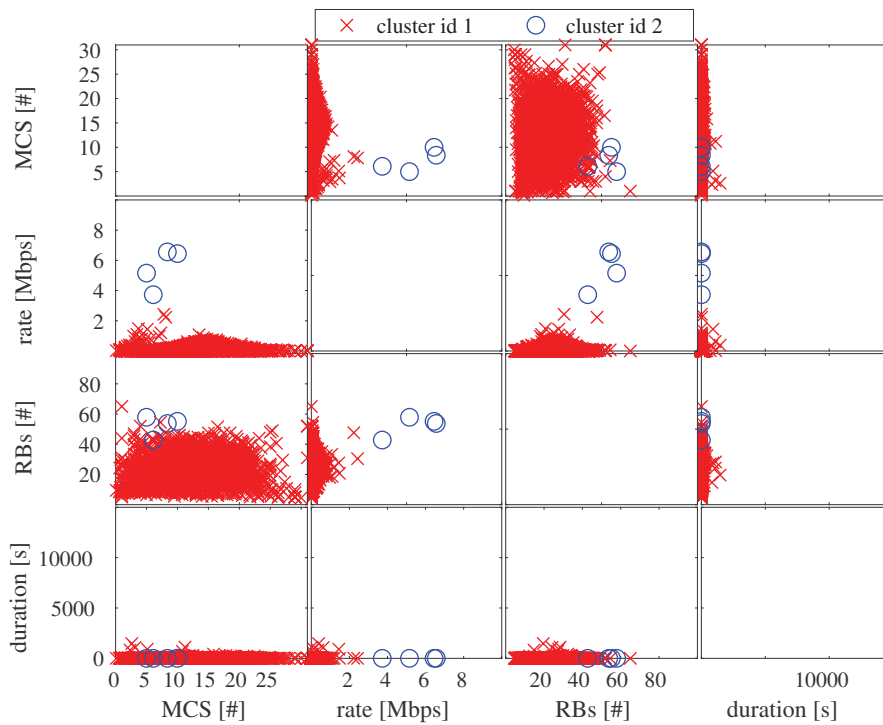 cluster id 1 cluster id 2
30
25
20
15
10
5
MCS [#]
8
6
4
2
rate [Mbps]
80
60
40
20
RBs [#]
10000
5000
0
duration [s]
0 5 10 15 20 25 2 4 6 8 20 40 60 80 10000
MCS [#] rate [Mbps] RBs [#] duration [s]